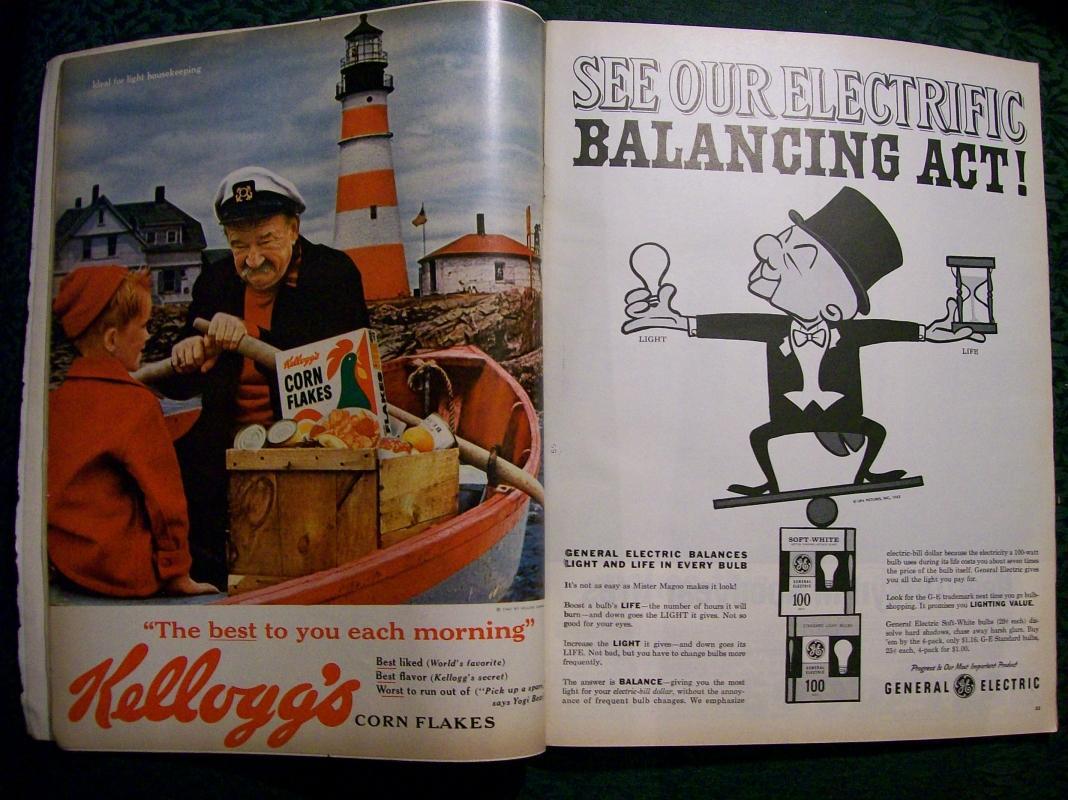 Ideal for light housekeeping
Kellogg's
CORN
FLAKES
FLAKES
"The best to you each morning"
Kellogg's
CORN FLAKES
Best liked (World's favorite)
Best flavor (Kellogg's secret)
Worst to run out of ("Pick up a spare,"
says Yogi Bear
SEE OUR ELECTRIFIC
BALANCING ACT!
LIGHT
LIFE
GENERAL ELECTRIC BALANCES
LIGHT AND LIFE IN EVERY BULB
It's not as easy as Mister Magoo makes it look!
Boost a bulb's LIFE—the number of hours it will
burn—and down goes the LIGHT it gives. Not so
good for your eyes.
Increase the LIGHT it gives—and down goes its
LIFE. Not bad, but you have to change bulbs more
frequently.
The answer is BALANCE—giving you the most
light for your electric-bill dollar, without the annoy-
ance of frequent bulb changes. We emphasize
SOFT-WHITE
GENERAL
ELECTRIC
100
STANDARD LIGHT BULBS
GENERAL
ELECTRIC
100
electric-bill dollar because the electricity a 100-watt
bulb uses during its life costs you about seven times
the price of the bulb itself. General Electric gives
you all the light you pay for.
Look for the G-E trademark next time you go bulb-
shopping. It promises you LIGHTING VALUE.
General Electric Soft-White bulbs (29¢ each) dis-
solve hard shadows, chase away harsh glare. Buy
'em by the 4-pack, only $1.16. G-E Standard bulbs,
25¢ each, 4-pack for $1.00.
Progress Is Our Most Important Product
GENERAL GE ELECTRIC